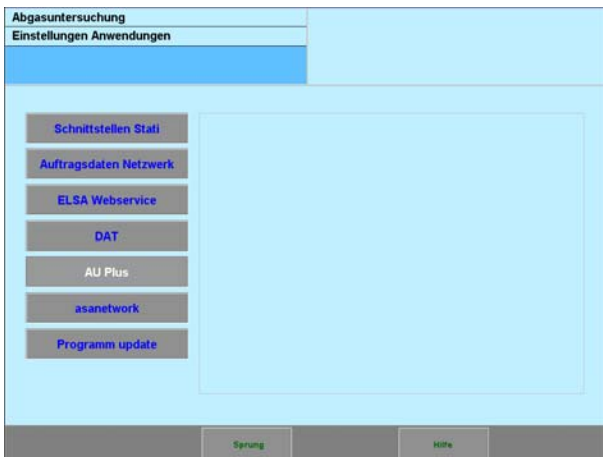 Abgasuntersuchung
Einstellungen Anwendungen
Schnittstellen Stati
Auftragsdaten Netzwerk
ELSA Webservice
DAT
AU Plus
asanetwork
Programm update
Sprung
Hilfe